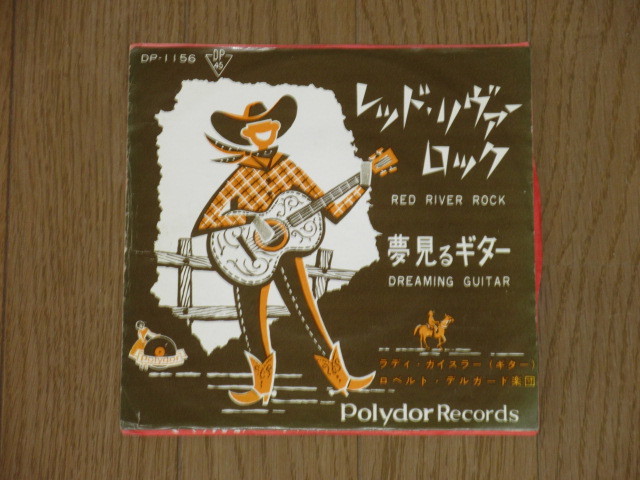 DP-1156
DP
45
レッド・リヴァー
ロック
RED RIVER ROCK
夢見るギター
DREAMING GUITAR
ラディ・ガイスラー(ギター)
ロベルト・デルガード楽団
POLYDOR
Polydor Records